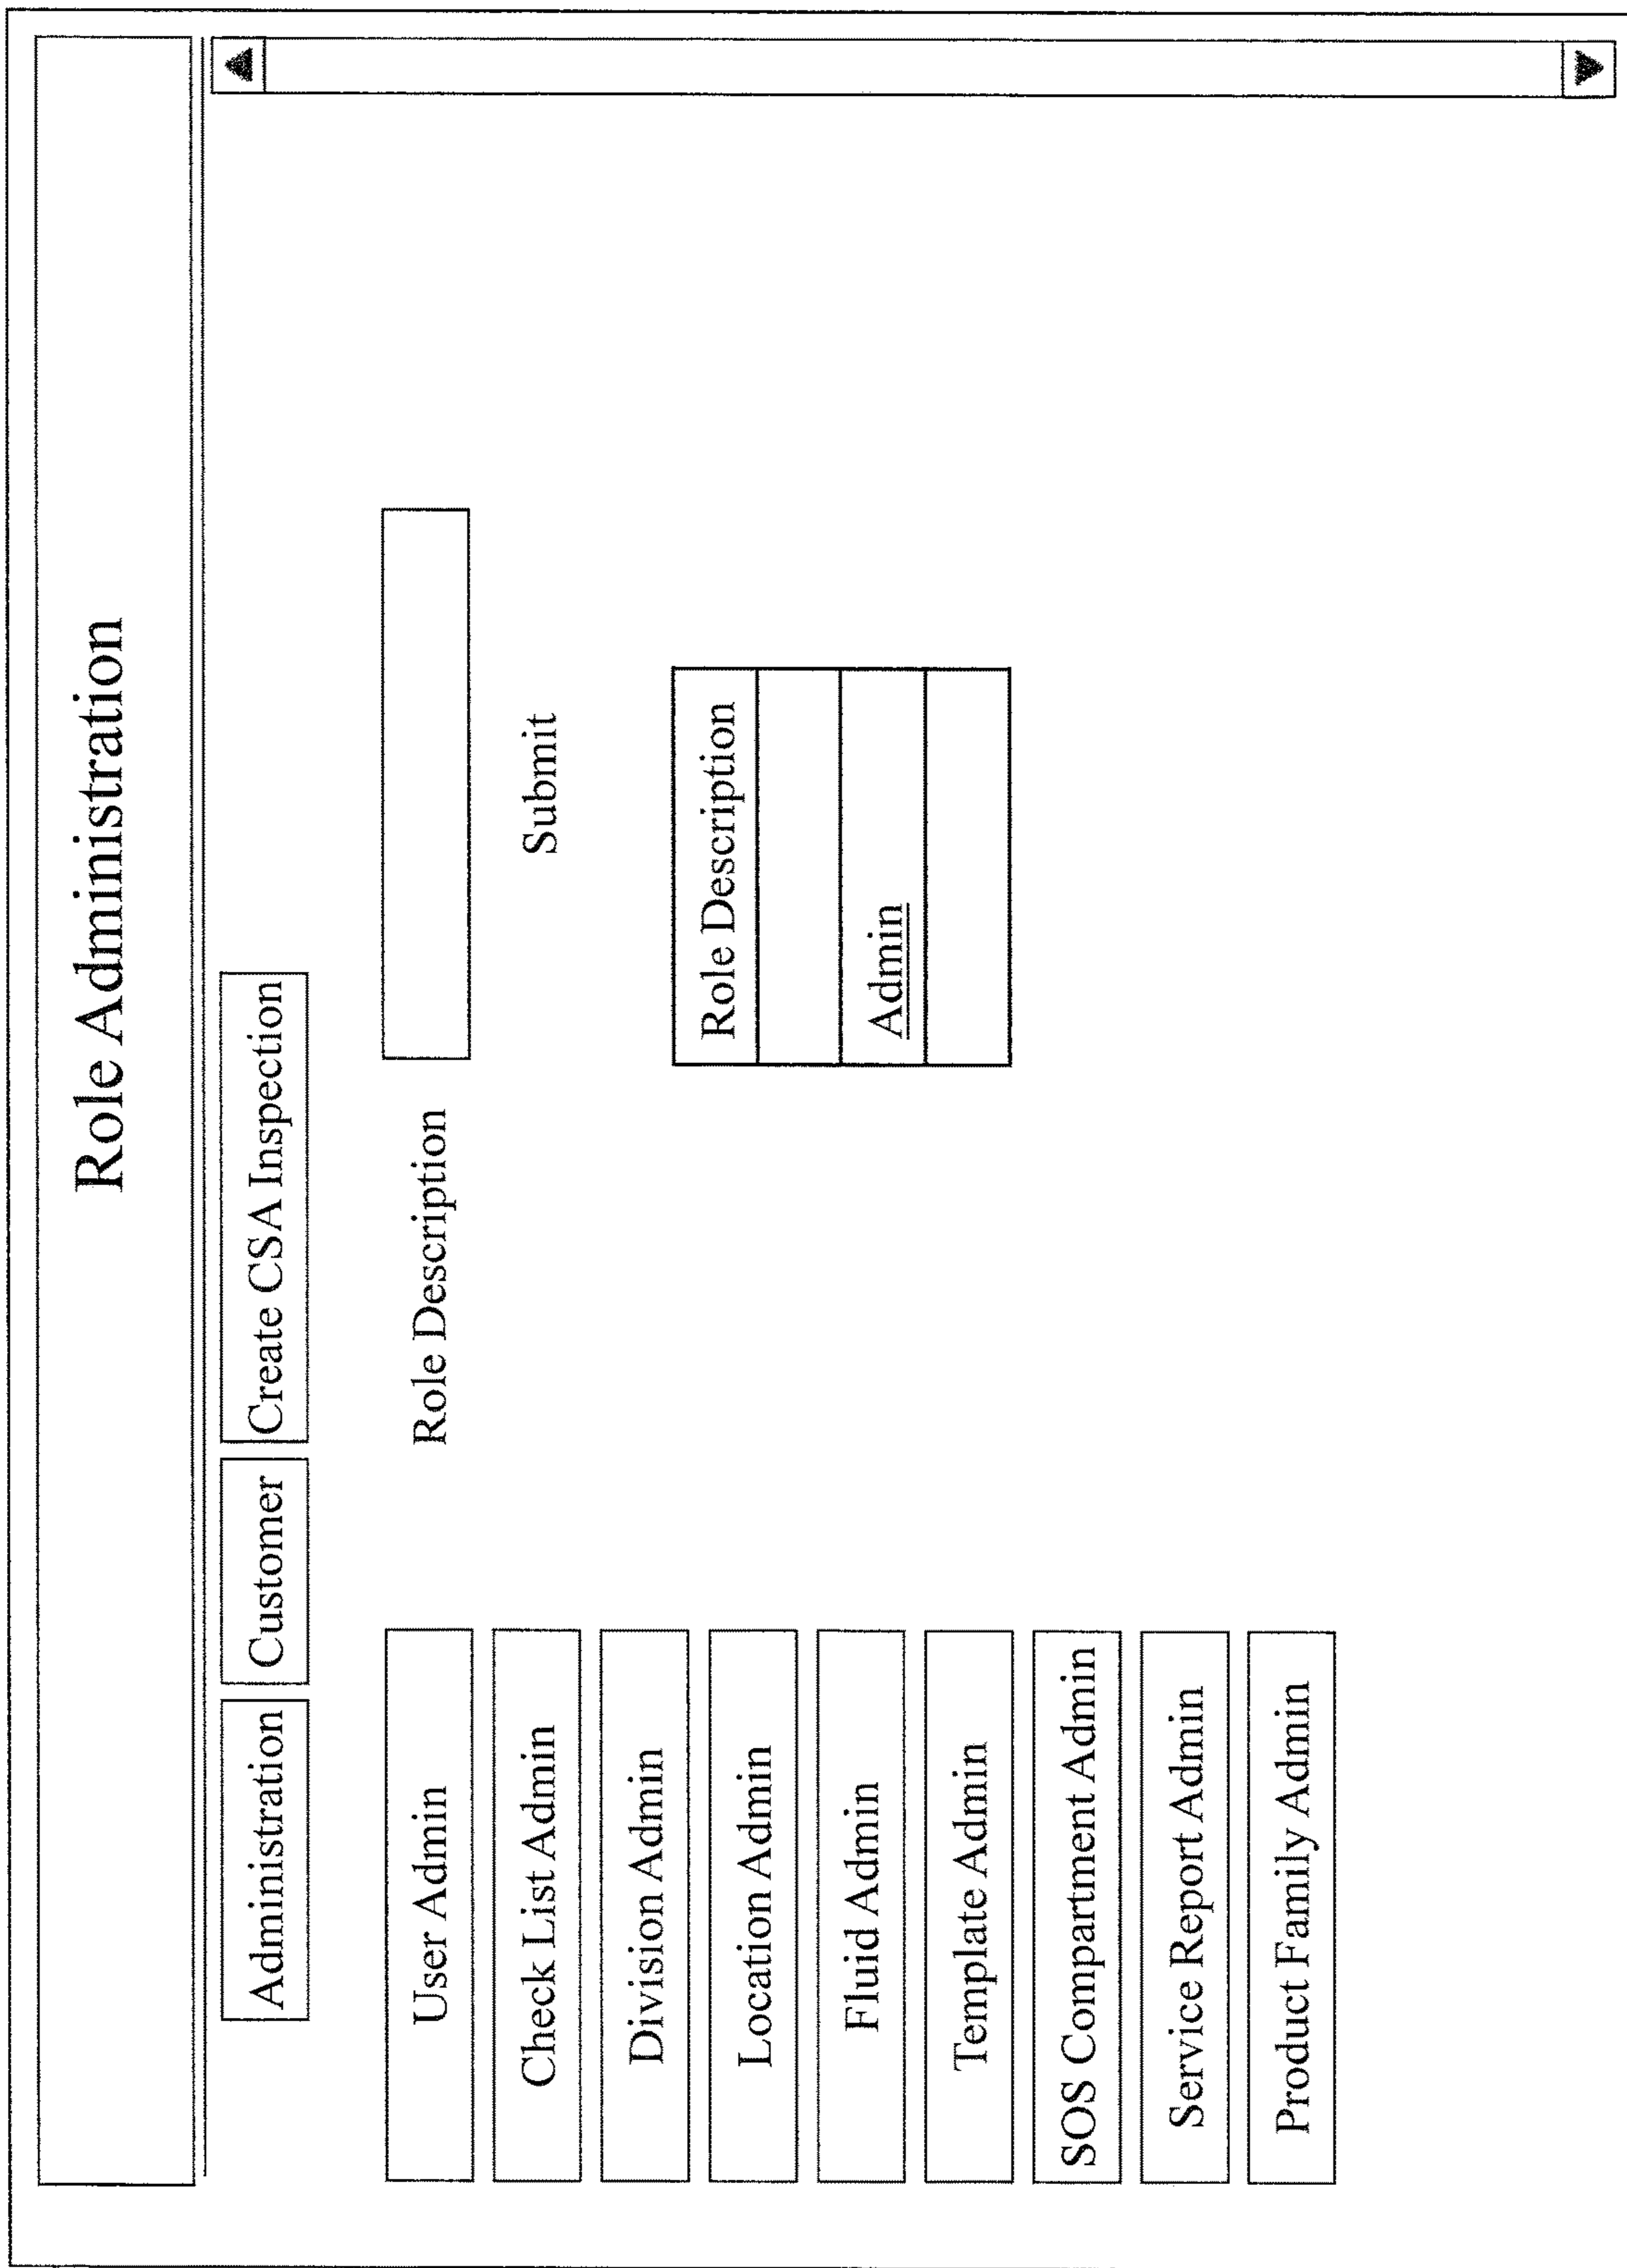 Role Administration
Administration
Customer
Create CSA Inspection
User Admin
Check List Admin
Division Admin
Location Admin
Fluid Admin
Template Admin
SOS Compartment Admin
Service Report Admin
Product Family Admin
Role Description
Submit
Role Description
Admin